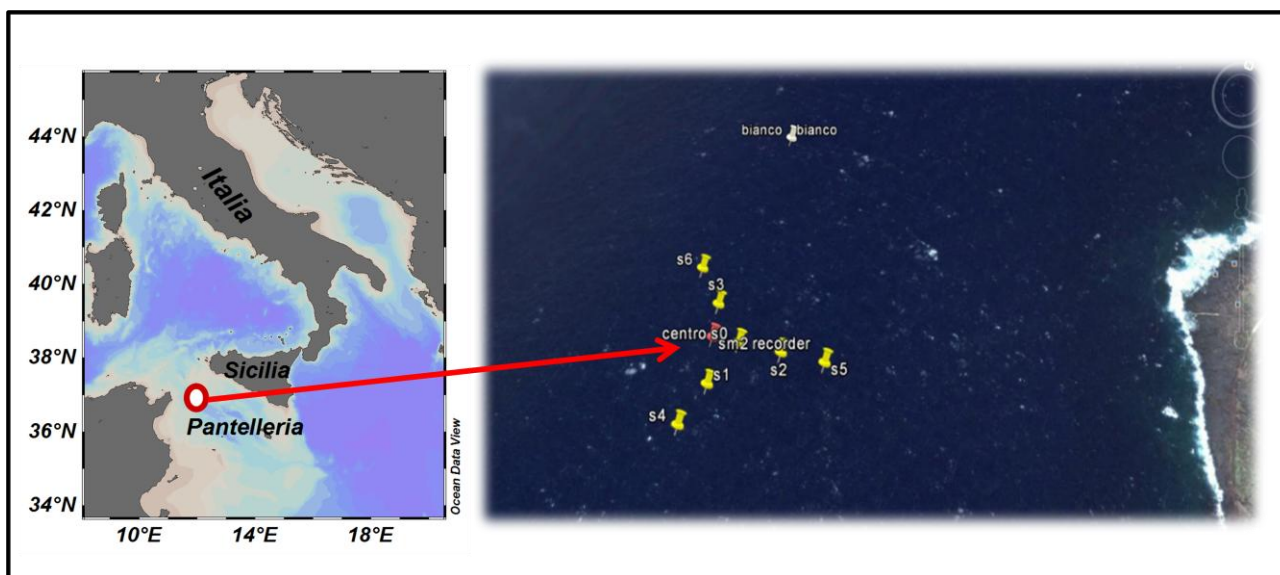 44°N
42°N
40°N
38°N
36°N
34°N
10°E
14°E
18°E
Italia
Sicilia
Pantelleria
Ocean Data View
bianco bianco
s6
s3
centro s0
sm2 recorder
s1
s2
s5
s4